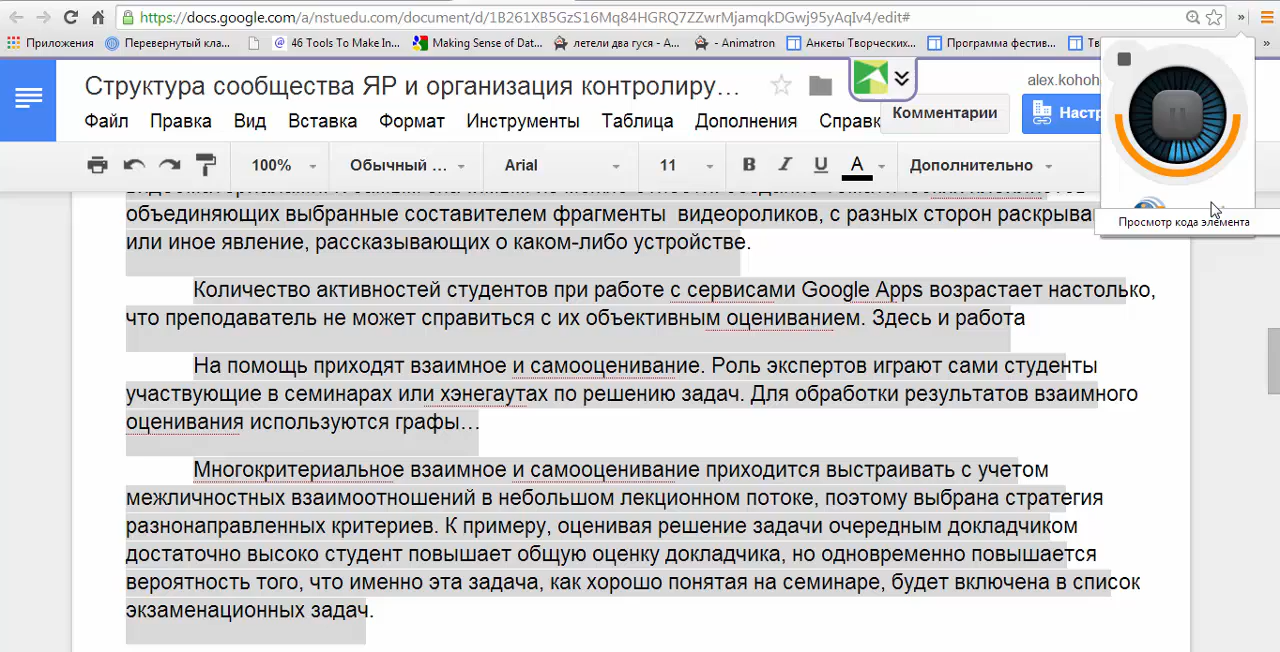 https://docs.google.com/a/nstuedu.com/document/d/1B261XB5GzS16Mq84HGRQ7ZZwrMjamqkDGwj95yAqIv4/edit#
Приложения Перевернутый кла... 46 Tools To Make In... Making Sense of Dat... летели два гуся - A... - Animatron Анкеты Творческих... Программа фестив...
Структура сообщества ЯР и организация контролиру…
Файл Правка Вид Формат Инструменты Таблица Дополнения Комментарии
100% Обычный ... Arial 11 B I U A Дополнительно
Просмотр кода элемента
объединяющих выбранные составителем фрагменты видеороликов, с разных сторон
или иное явление, рассказывающих о каком-либо устройстве.
Количество активностей студентов при работе с сервисами Google Apps возрастает настолько,
что преподаватель не может справиться с их объективным оцениванием. Здесь и работа
На помощь приходят взаимное и самооценивание. Роль экспертов играют сами студенты
участвующие в семинарах или хэнегаутах по решению задач. Для обработки результатов взаимного
оценивания используются графы…
Многокритериальное взаимное и самооценивание приходится выстраивать с учетом
межличностных взаимоотношений в небольшом лекционном потоке, поэтому выбрана стратегия
разнонаправленных критериев. К примеру, оценивая решение задачи очередным докладчиком
достаточно высоко студент повышает общую оценку докладчика, но одновременно повышается
вероятность того, что именно эта задача, как хорошо понятая на семинаре, будет включена в список
экзаменационных задач.